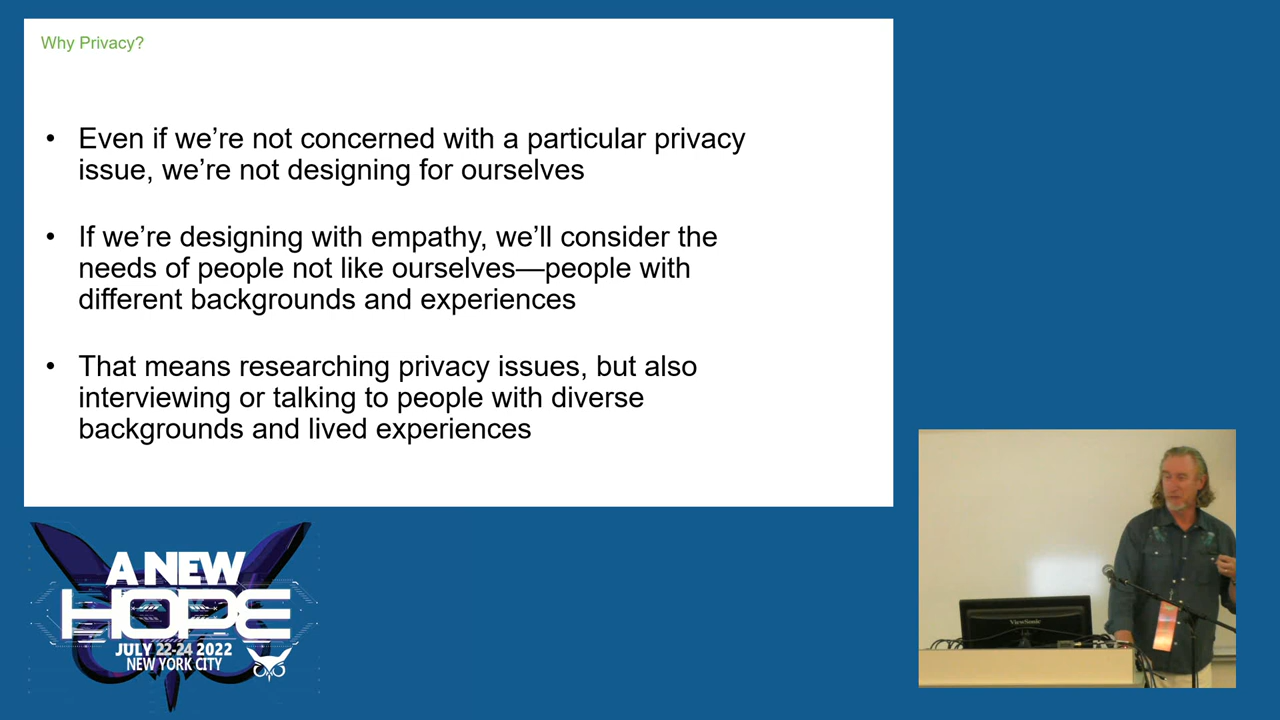 Why Privacy?
• Even if we’re not concerned with a particular privacy
issue, we’re not designing for ourselves
• If we’re designing with empathy, we’ll consider the
needs of people not like ourselves—people with
different backgrounds and experiences
• That means researching privacy issues, but also
interviewing or talking to people with diverse
backgrounds and lived experiences
A NEW
HOPE
JULY 22-24 2022
NEW YORK CITY
ViewSonic